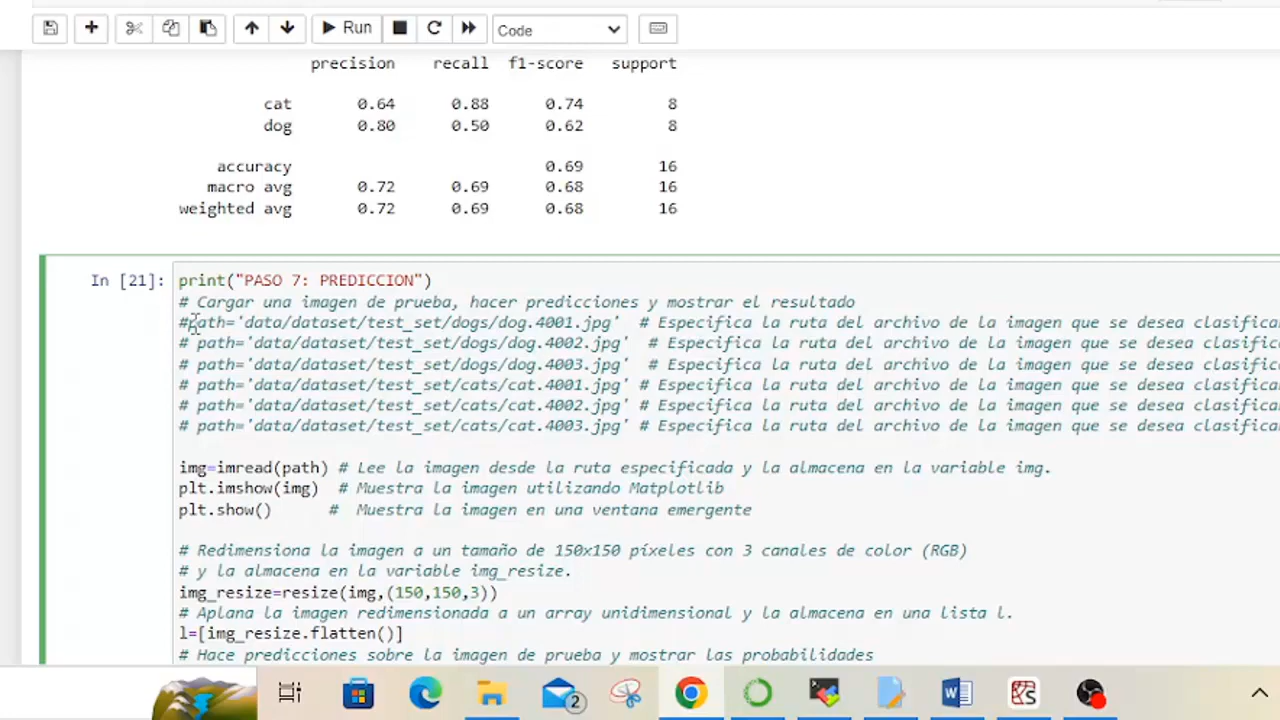 Run Code
precision recall f1-score support
cat 0.64 0.88 0.74 8
dog 0.80 0.50 0.62 8
accuracy 0.69 16
macro avg 0.72 0.69 0.68 16
weighted avg 0.72 0.69 0.68 16
In [21]: print("PASO 7: PREDICCION")
# Cargar una imagen de prueba, hacer predicciones y mostrar el resultado
#path='data/dataset/test_set/dogs/dog.4001.jpg' # Especifica la ruta del archivo de la imagen que se desea clasifica
# path='data/dataset/test_set/dogs/dog.4002.jpg' # Especifica la ruta del archivo de la imagen que se desea clasifica
# path='data/dataset/test_set/dogs/dog.4003.jpg' # Especifica la ruta del archivo de la imagen que se desea clasifica
# path='data/dataset/test_set/cats/cat.4001.jpg' # Especifica la ruta del archivo de la imagen que se desea clasifica
# path='data/dataset/test_set/cats/cat.4002.jpg' # Especifica la ruta del archivo de la imagen que se desea clasifica
# path='data/dataset/test_set/cats/cat.4003.jpg' # Especifica la ruta del archivo de la imagen que se desea clasifica
img=imread(path) # Lee la imagen desde la ruta especificada y la almacena en la variable img.
plt.imshow(img) # Muestra la imagen utilizando Matplotlib
plt.show() # Muestra la imagen en una ventana emergente
# Redimensiona la imagen a un tamaño de 150x150 píxeles con 3 canales de color (RGB)
# y la almacena en la variable img_resize.
img_resize=resize(img,(150,150,3))
# Aplana la imagen redimensionada a un array unidimensional y la almacena en una lista l.
l=[img_resize.flatten()]
# Hace predicciones sobre la imagen de prueba y mostrar las probabilidades
2